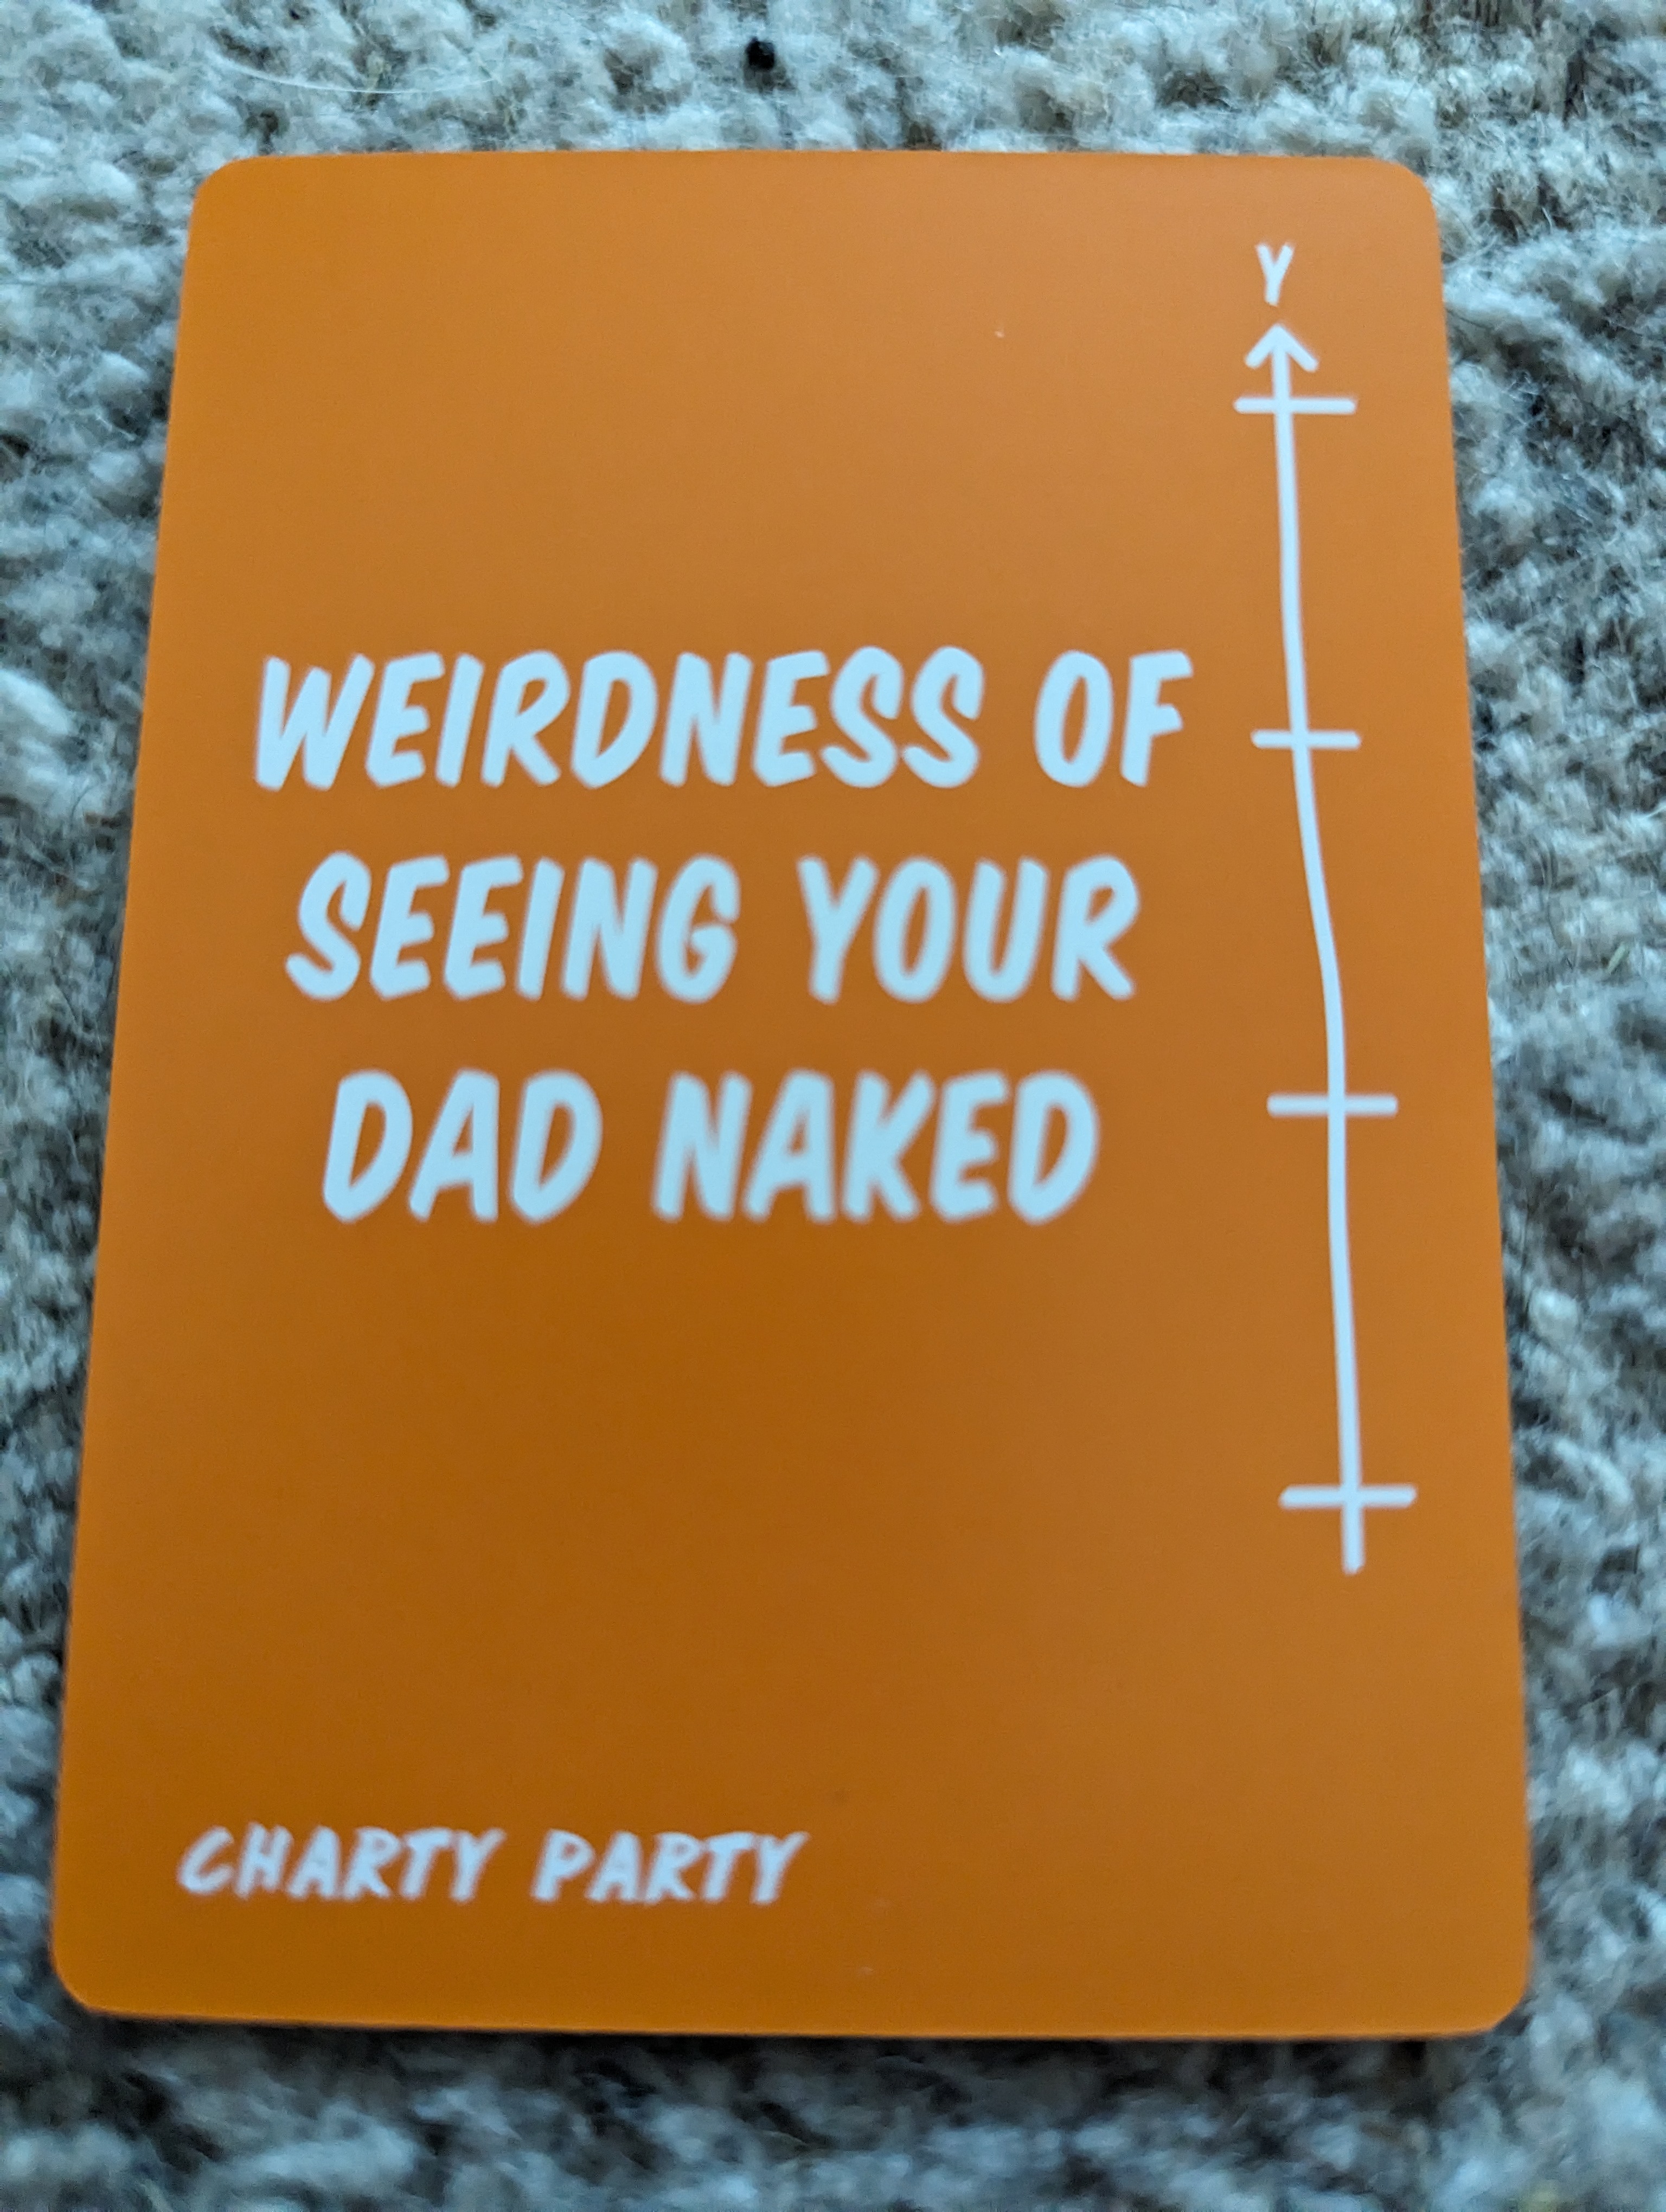 Y
WEIRDNESS OF
SEEING YOUR
DAD NAKED
CHARTY PARTY